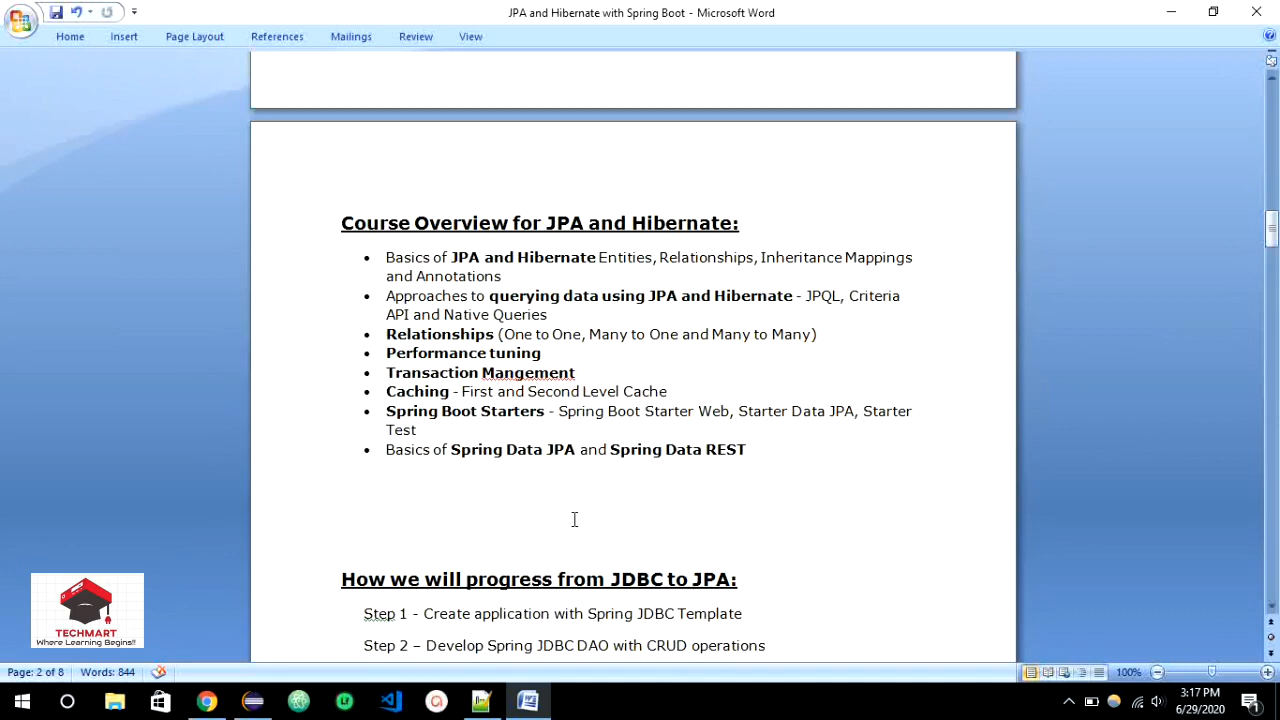 JPA and Hibernate with Spring Boot - Microsoft Word
Home Insert Page Layout References Mailings Review View
Course Overview for JPA and Hibernate:
• Basics of JPA and Hibernate Entities, Relationships, Inheritance Mappings
and Annotations
• Approaches to querying data using JPA and Hibernate - JPQL, Criteria
API and Native Queries
• Relationships (One to One, Many to One and Many to Many)
• Performance tuning
• Transaction Mangement
• Caching - First and Second Level Cache
• Spring Boot Starters - Spring Boot Starter Web, Starter Data JPA, Starter
Test
• Basics of Spring Data JPA and Spring Data REST
How we will progress from JDBC to JPA:
Step 1 - Create application with Spring JDBC Template
Step 2 – Develop Spring JDBC DAO with CRUD operations
TECHMART
Where Learning Begins!!
Page: 2 of 8 Words: 844 100%
3:17 PM
6/29/2020